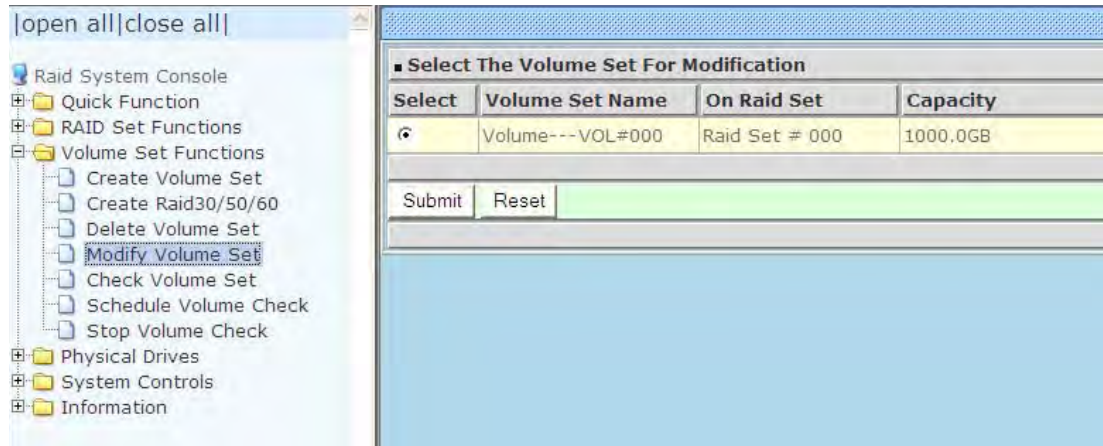 |open all|close all|
Raid System Console
Quick Function
RAID Set Functions
Volume Set Functions
Create Volume Set
Create Raid30/50/60
Delete Volume Set
Modify Volume Set
Check Volume Set
Schedule Volume Check
Stop Volume Check
Physical Drives
System Controls
Information
Select The Volume Set For Modification
Select Volume Set Name On Raid Set Capacity
Volume---VOL#000 Raid Set # 000 1000.0GB
Submit Reset